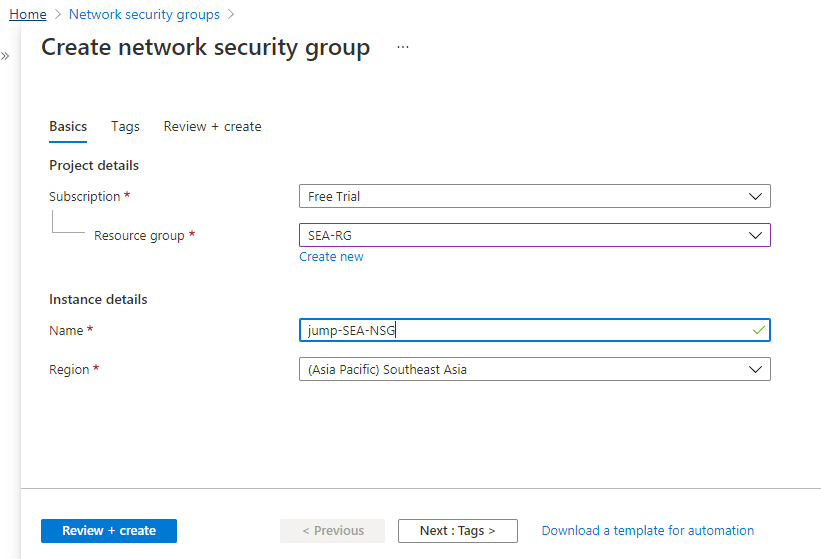 Home > Network security groups >
»
Create network security group ...
Basics Tags Review + create
Project details
Subscription * Free Trial
Resource group * SEA-RG
Create new
Instance details
Name * jump-SEA-NSG
Region * (Asia Pacific) Southeast Asia
Review + create < Previous Next : Tags > Download a template for automation